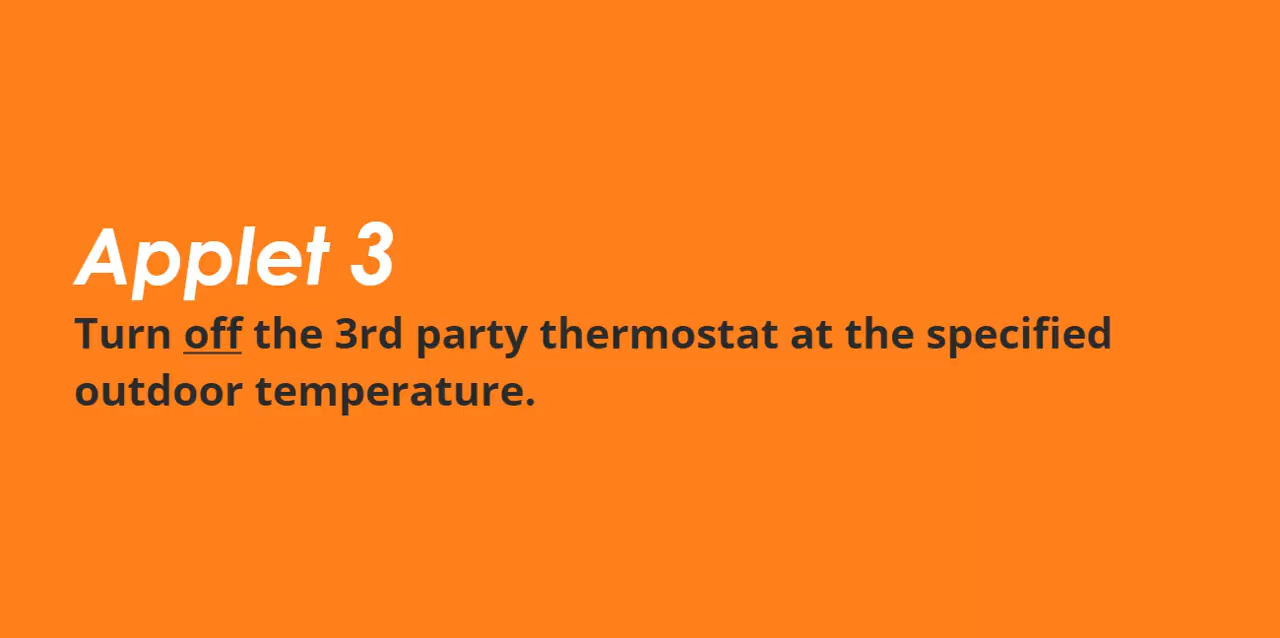 Applet 3
Turn off the 3rd party thermostat at the specified
outdoor temperature.